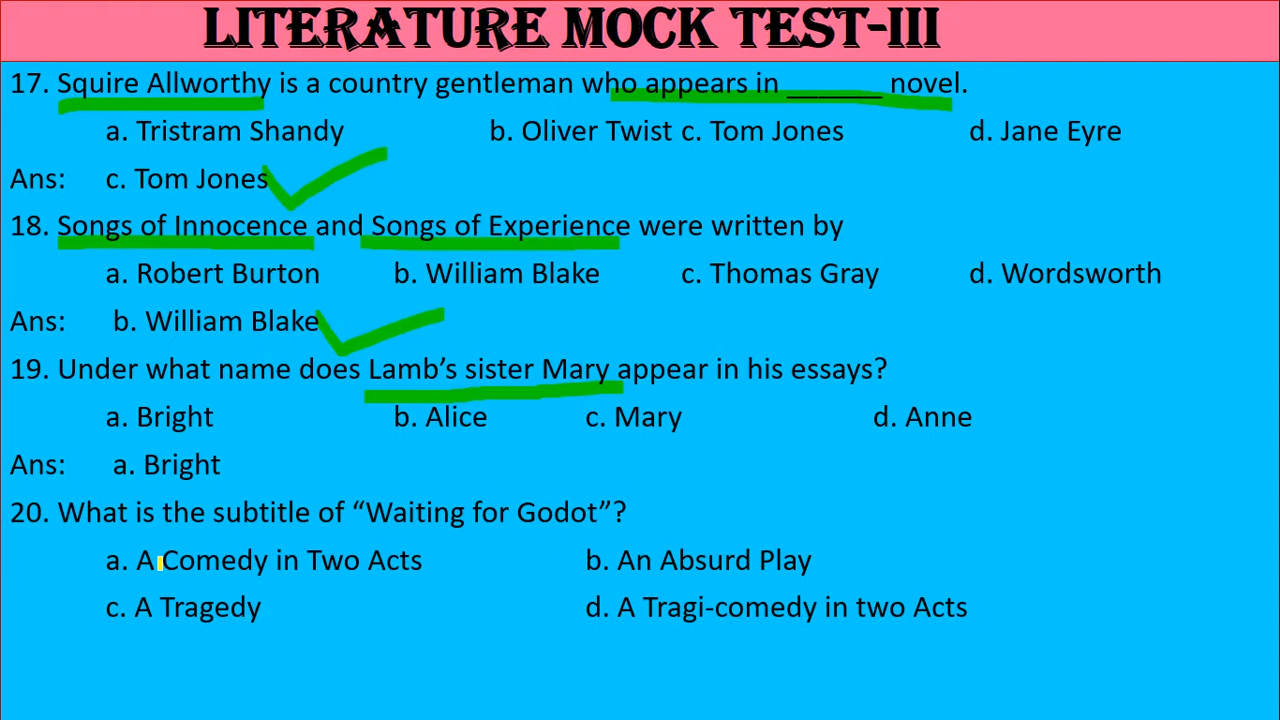 LITERATURE MOCK TEST-III
17. Squire Allworthy is a country gentleman who appears in ______ novel.
a. Tristram Shandy b. Oliver Twist c. Tom Jones d. Jane Eyre
Ans: c. Tom Jones
18. Songs of Innocence and Songs of Experience were written by
a. Robert Burton b. William Blake c. Thomas Gray d. Wordsworth
Ans: b. William Blake
19. Under what name does Lamb’s sister Mary appear in his essays?
a. Bright b. Alice c. Mary d. Anne
Ans: a. Bright
20. What is the subtitle of “Waiting for Godot”?
a. A Comedy in Two Acts b. An Absurd Play
c. A Tragedy d. A Tragi-comedy in two Acts